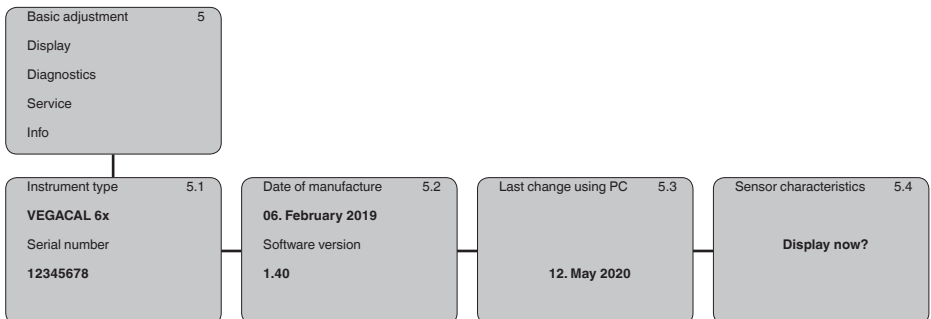 Basic adjustment 5
Display
Diagnostics
Service
Info
Instrument type 5.1
VEGACAL 6x
Serial number
12345678
Date of manufacture 5.2
06. February 2019
Software version
1.40
Last change using PC 5.3
12. May 2020
Sensor characteristics 5.4
Display now?